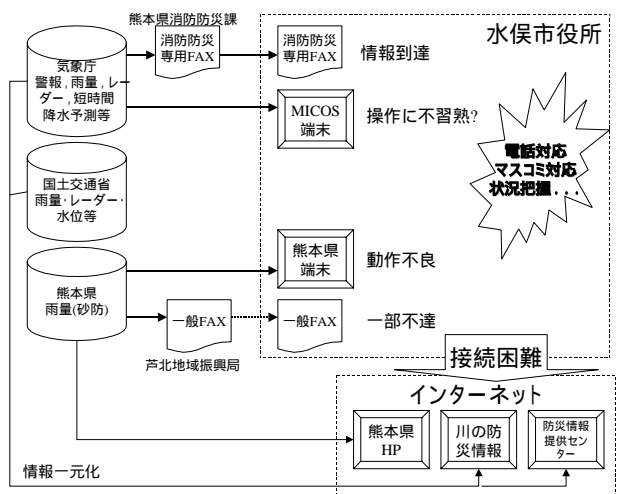 熊本県消防防災課
水俣市役所
気象庁
警報,雨量,レー
ダー,短時間
降水予測等
消防防災
専用FAX
消防防災
専用FAX
情報到達
MICOS
端末
操作に不習熟?
電話対応
マスコミ対応
状況把握...
国土交通省
雨量・レーダー・
水位等
熊本県
端末
動作不良
熊本県
雨量(砂防)
一般FAX
一般FAX
一部不達
芦北地域振興局
接続困難
インターネット
熊本県
HP
川の防
災情報
防災情報
提供セン
ター
情報一元化